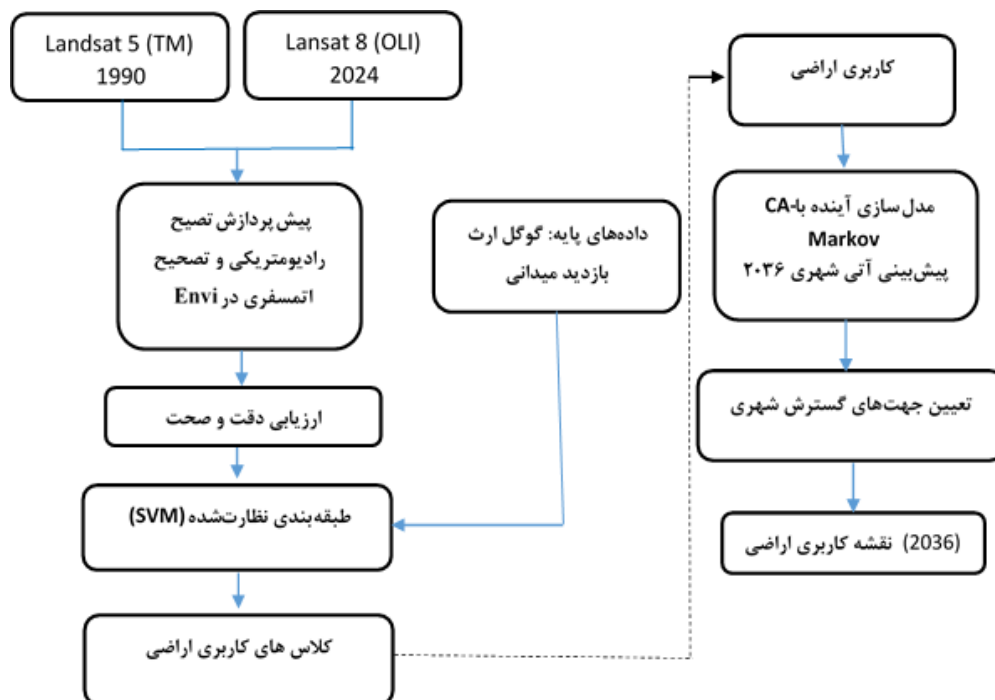 Landsat 5 (TM)
1990
Lansat 8 (OLI)
2024
پیش پردازش تصیح
رادیومتریکی و تصحیح
اتمسفری در Envi
داده‌های پایه: گوگل ارث
بازدید میدانی
ارزیابی دقت و صحت
طبقه‌بندی نظارت‌شده (SVM)
کلاس های کاربری اراضی
کاربری اراضی
مدل‌سازی آینده با CA-
Markov
پیش‌بینی آتی شهری ۲۰۳۶
تعیین جهت‌های گسترش شهری
نقشه کاربری اراضی (2036)